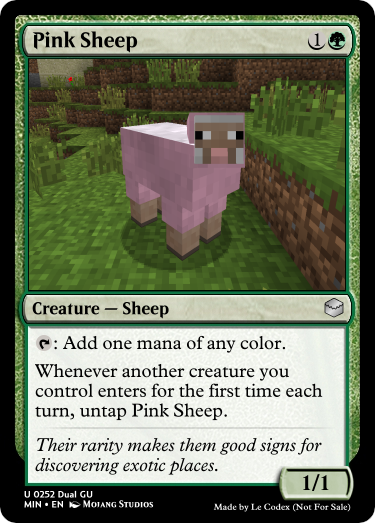 Pink Sheep 1
Creature — Sheep
: Add one mana of any color.
Whenever another creature you
control enters for the first time each
turn, untap Pink Sheep.
Their rarity makes them good signs for
discovering exotic places.
1/1
U 0252 Dual GU
MIN • EN Mojang Studios
Made by Le Codex (Not For Sale)